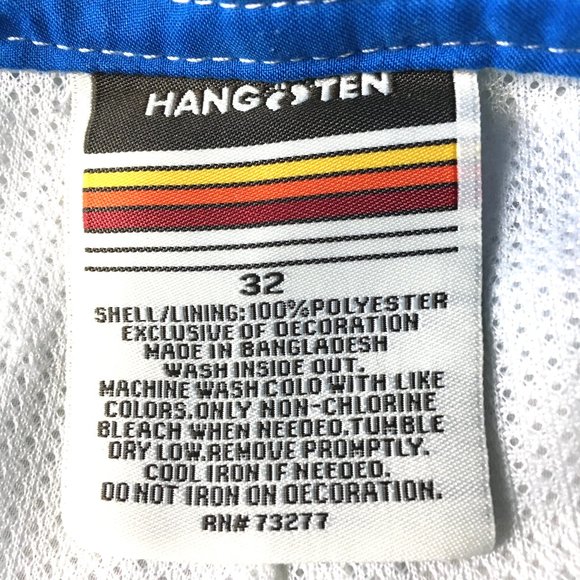 HANG TEN
32
SHELL/LINING:100%POLYESTER
EXCLUSIVE OF DECORATION
MADE IN BANGLADESH
WASH INSIDE OUT.
MACHINE WASH COLD WITH LIKE
COLORS.ONLY NON-CHLORINE
BLEACH WHEN NEEDED.TUMBLE
DRY LOW.REMOVE PROMPTLY.
COOL IRON IF NEEDED.
DO NOT IRON ON DECORATION.
RN# 73277